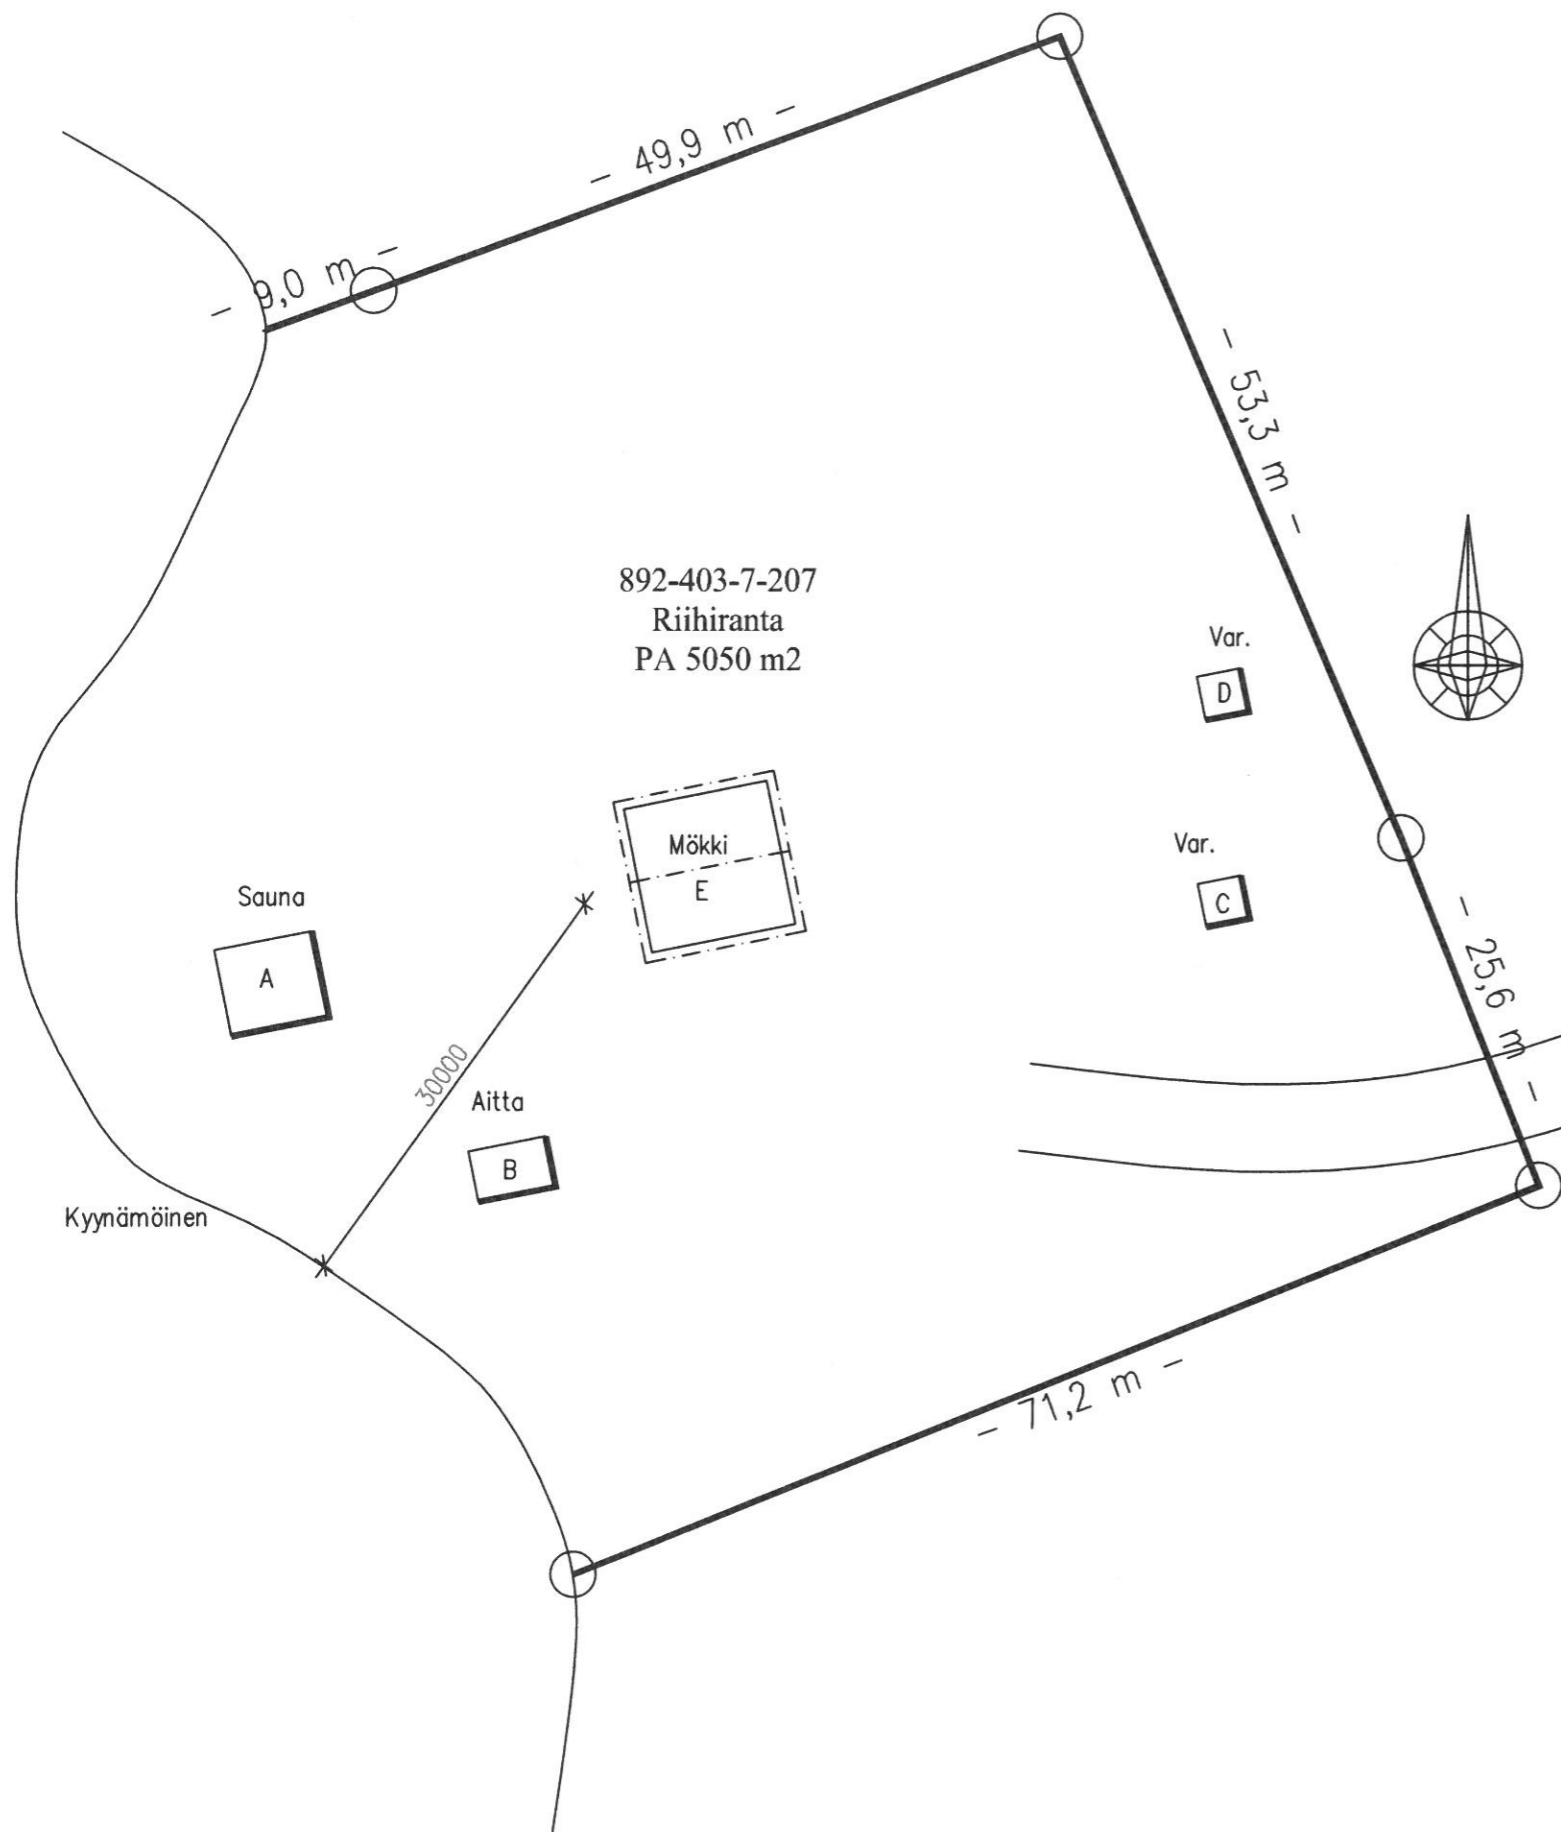 - 49,9 m -
- 9,0 m -
- 53,3 m -
892-403-7-207
Riihiranta
PA 5050 m2
Var.
D
Mökki
E
Var.
C
Sauna
A
- 25,6 m -
30000
Aitta
B
Kyynämöinen
- 71,2 m -